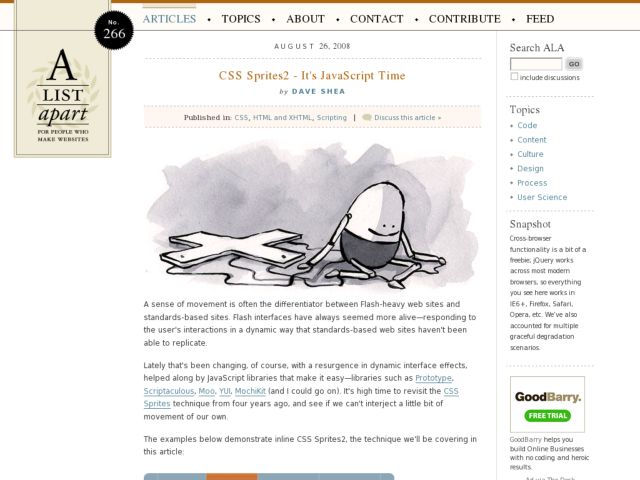 ARTICLES • TOPICS • ABOUT • CONTACT • CONTRIBUTE • FEED
No.
266
A
LIST
apart
FOR PEOPLE WHO
MAKE WEBSITES
AUGUST 26, 2008
CSS Sprites2 - It's JavaScript Time
by DAVE SHEA
Published in: CSS, HTML and XHTML, Scripting | Discuss this article »
A sense of movement is often the differentiator between Flash-heavy web sites and
standards-based sites. Flash interfaces have always seemed more alive—responding to
the user's interactions in a dynamic way that standards-based web sites haven't been
able to replicate.
Lately that's been changing, of course, with a resurgence in dynamic interface effects,
helped along by JavaScript libraries that make it easy—libraries such as Prototype,
Scriptaculous, Moo, YUI, MochiKit (and I could go on). It's high time to revisit the CSS
Sprites technique from four years ago, and see if we can't interject a little bit of
movement of our own.
The examples below demonstrate inline CSS Sprites2, the technique we'll be covering in
this article:
Search ALA
GO
include discussions
Topics
Code
Content
Culture
Design
Process
User Science
Snapshot
Cross-browser
functionality is a bit of a
freebie; jQuery works
across most modern
browsers, so everything
you see here works in
IE6+, Firefox, Safari,
Opera, etc. We've also
accounted for multiple
graceful degradation
scenarios.
GoodBarry.
FREE TRIAL
GoodBarry helps you
build Online Businesses
with no coding and heroic
results.
Ad via The Deck